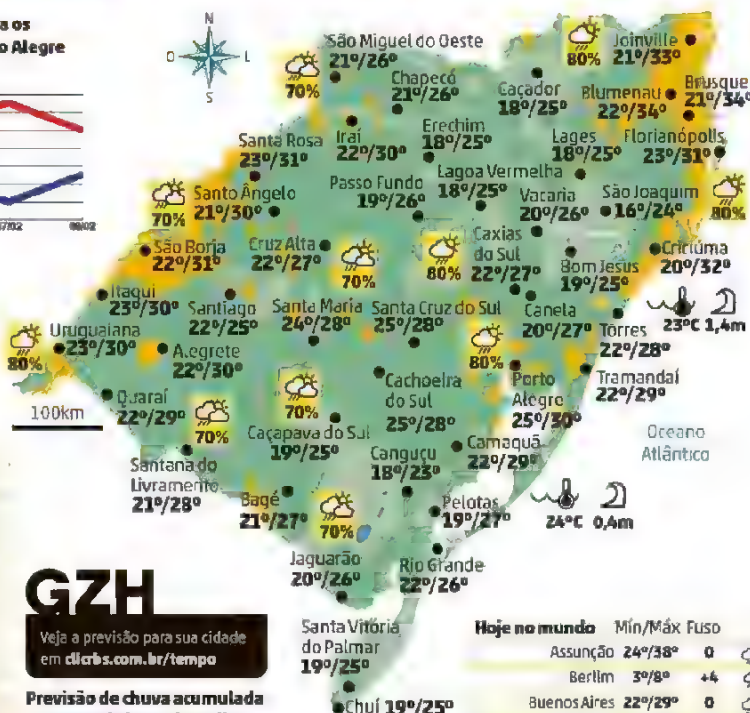 a os
o Alegre
07/02
08/02
N
O
L
S
São Miguel do Oeste
21º/26º
70%
Chapecó
21º/26º
Caçador
18º/25º
80%
Joinville
21º/33º
Blumenau
22º/34º
Brusque
21º/34º
Santa Rosa
23º/31º
Iraí
22º/30º
Erechim
18º/25º
Lages
18º/25º
Florianópolis
23º/31º
80%
70%
Santo Ângelo
21º/30º
Passo Fundo
19º/26º
Lagoa Vermelha
18º/25º
Vacaria
20º/26º
São Joaquim
16º/24º
São Borja
22º/31º
Cruz Alta
22º/27º
70%
80%
Caxias
do Sul
22º/27º
Bom Jesus
19º/25º
Criciúma
20º/32º
Itaqui
23º/30º
Santiago
22º/25º
Santa Maria
24º/28º
Santa Cruz do Sul
25º/28º
Canela
20º/27º
23ºC 1,4m
Torres
22º/28º
80%
Uruguaiana
23º/30º
Alegrete
22º/30º
80%
Porto
Alegre
25º/30º
Tramandaí
22º/29º
Quaraí
22º/29º
100km
70%
70%
Cachoeira
do Sul
25º/28º
Caçapava do Sul
19º/25º
Canguçu
18º/23º
Camaquã
22º/29º
Oceano
Atlântico
Santana do
Livramento
21º/28º
Bagé
21º/27º
70%
Pelotas
19º/27º
24ºC 0,4m
Jaguarão
20º/26º
Rio Grande
22º/26º
Santa Vitória
do Palmar
19º/25º
Chuí 19º/25º
GZH
Veja a previsão para sua cidade
em clicrbs.com.br/tempo
Previsão de chuva acumulada
Hoje no mundo Mín/Máx Fuso
Assunção 24º/38º 0
Berlim 3º/8º +4
Buenos Aires 22º/29º 0